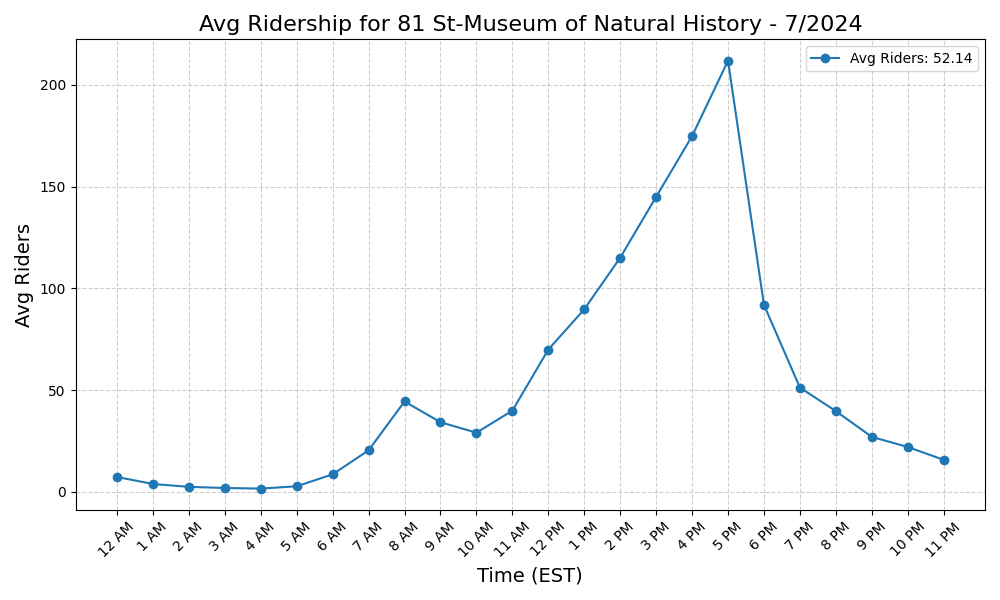 Avg Ridership for 81 St-Museum of Natural History - 7/2024
Avg Riders: 52.14
Avg Riders
200
150
100
50
0
12 AM
1 AM
2 AM
3 AM
4 AM
5 AM
6 AM
7 AM
8 AM
9 AM
10 AM
11 AM
12 PM
1 PM
2 PM
3 PM
4 PM
5 PM
6 PM
7 PM
8 PM
9 PM
10 PM
11 PM
Time (EST)